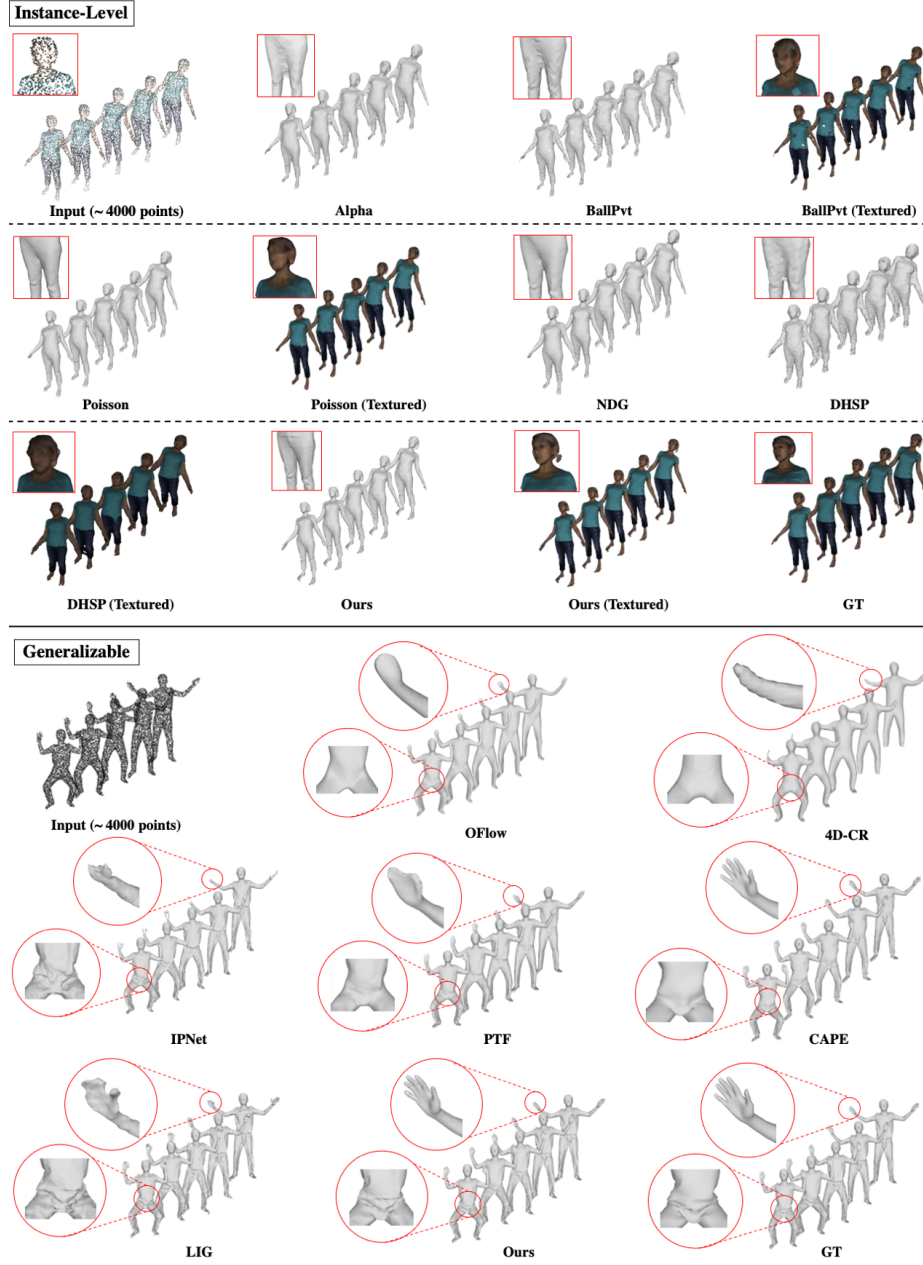 Instance-Level
Input (~ 4000 points)
Alpha
BallPvt
BallPvt (Textured)
Poisson
Poisson (Textured)
NDG
DHSP
DHSP (Textured)
Ours
Ours (Textured)
GT
Generalizable
Input (~ 4000 points)
OFlow
4D-CR
IPNet
PTF
CAPE
LIG
Ours
GT